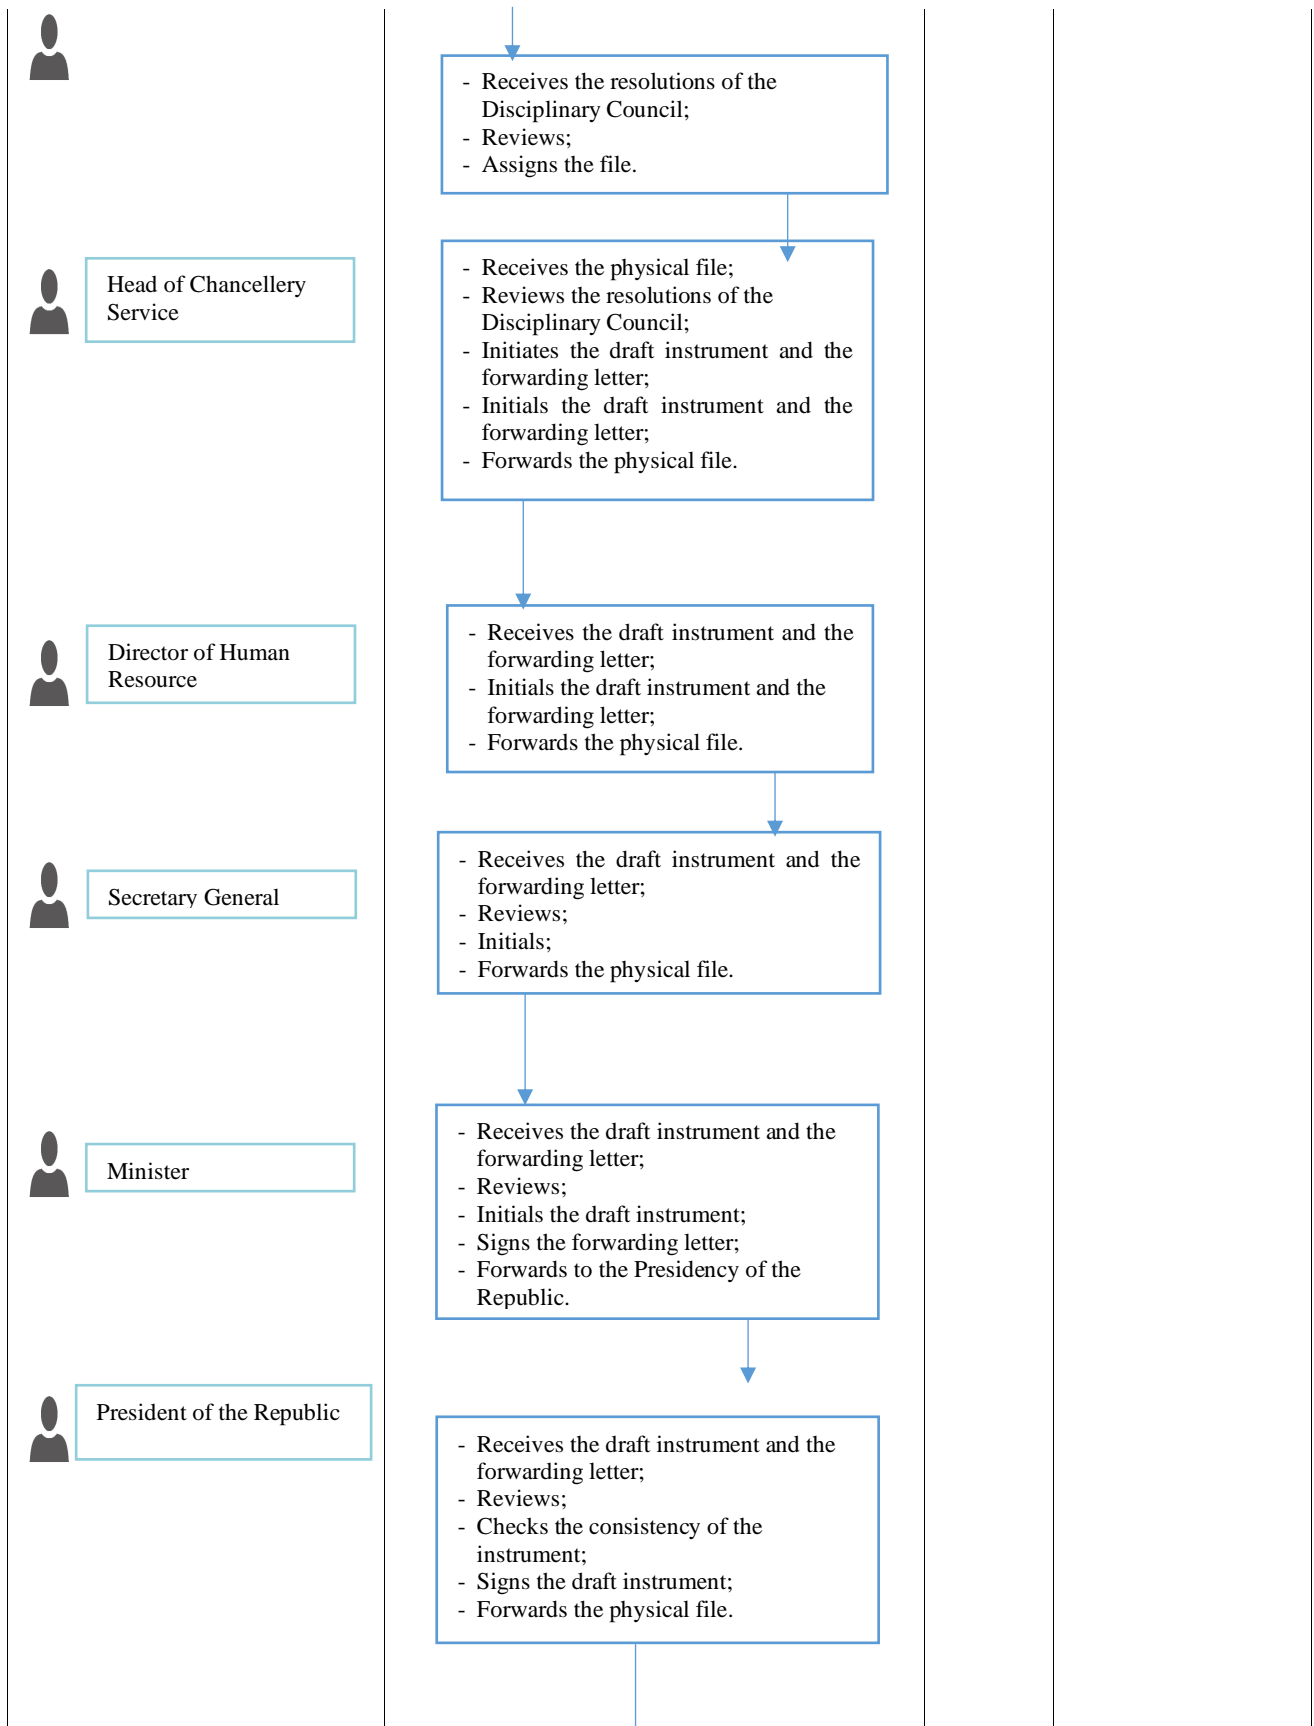 - Receives the resolutions of the
Disciplinary Council;
- Reviews;
- Assigns the file.
Head of Chancellery
Service
- Receives the physical file;
- Reviews the resolutions of the
Disciplinary Council;
- Initiates the draft instrument and the
forwarding letter;
- Initials the draft instrument and the
forwarding letter;
- Forwards the physical file.
Director of Human
Resource
- Receives the draft instrument and the
forwarding letter;
- Initials the draft instrument and the
forwarding letter;
- Forwards the physical file.
Secretary General
- Receives the draft instrument and the
forwarding letter;
- Reviews;
- Initials;
- Forwards the physical file.
Minister
- Receives the draft instrument and the
forwarding letter;
- Reviews;
- Initials the draft instrument;
- Signs the forwarding letter;
- Forwards to the Presidency of the
Republic.
President of the Republic
- Receives the draft instrument and the
forwarding letter;
- Reviews;
- Checks the consistency of the
instrument;
- Signs the draft instrument;
- Forwards the physical file.